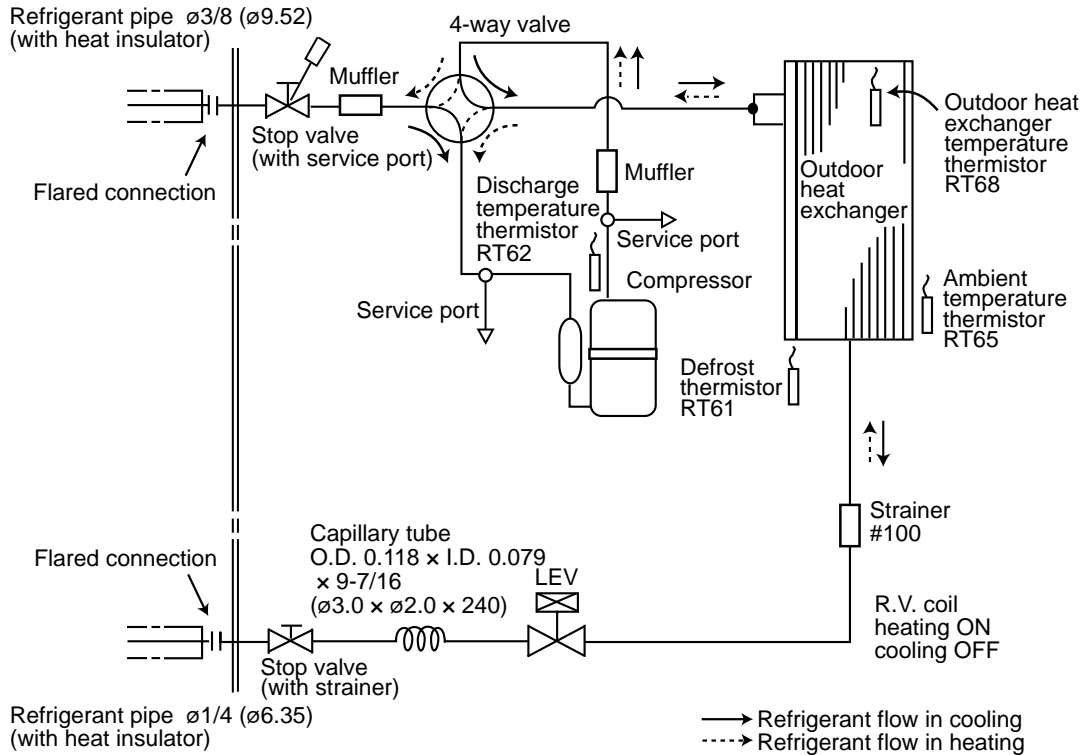 Refrigerant pipe ø3/8 (ø9.52)
(with heat insulator)
4-way valve
Muffler
Stop valve
(with service port)
Flared connection
Outdoor heat
exchanger
temperature
thermistor
RT68
Outdoor
heat
exchanger
Muffler
Discharge
temperature
thermistor
RT62
Service port
Compressor
Service port
Ambient
temperature
thermistor
RT65
Defrost
thermistor
RT61
Strainer
#100
Capillary tube
O.D. 0.118 × I.D. 0.079
× 9-7/16
(ø3.0 × ø2.0 × 240)
LEV
Flared connection
R.V. coil
heating ON
cooling OFF
Stop valve
(with strainer)
Refrigerant pipe ø1/4 (ø6.35)
(with heat insulator)
Refrigerant flow in cooling
Refrigerant flow in heating